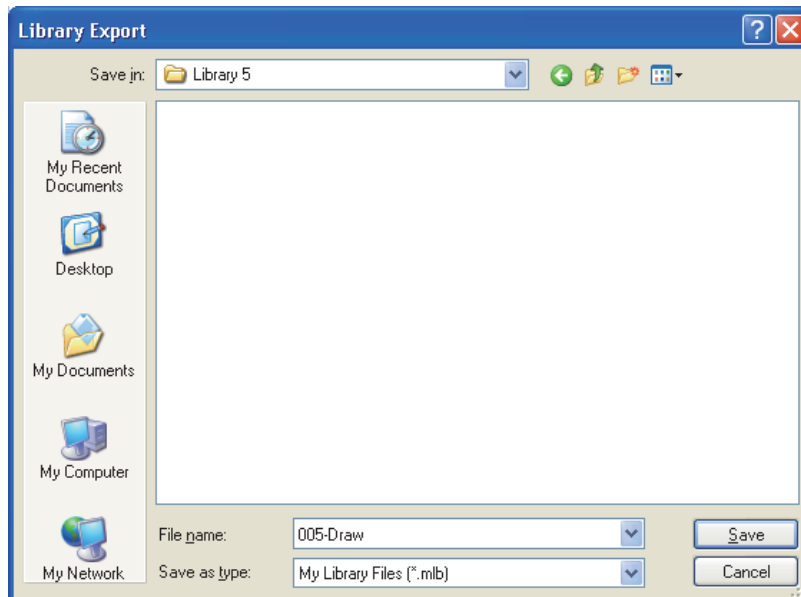 Library Export
Save in: Library 5
My Recent
Documents
Desktop
My Documents
My Computer
My Network
File name: 005-Draw Save
Save as type: My Library Files (*.mlb) Cancel